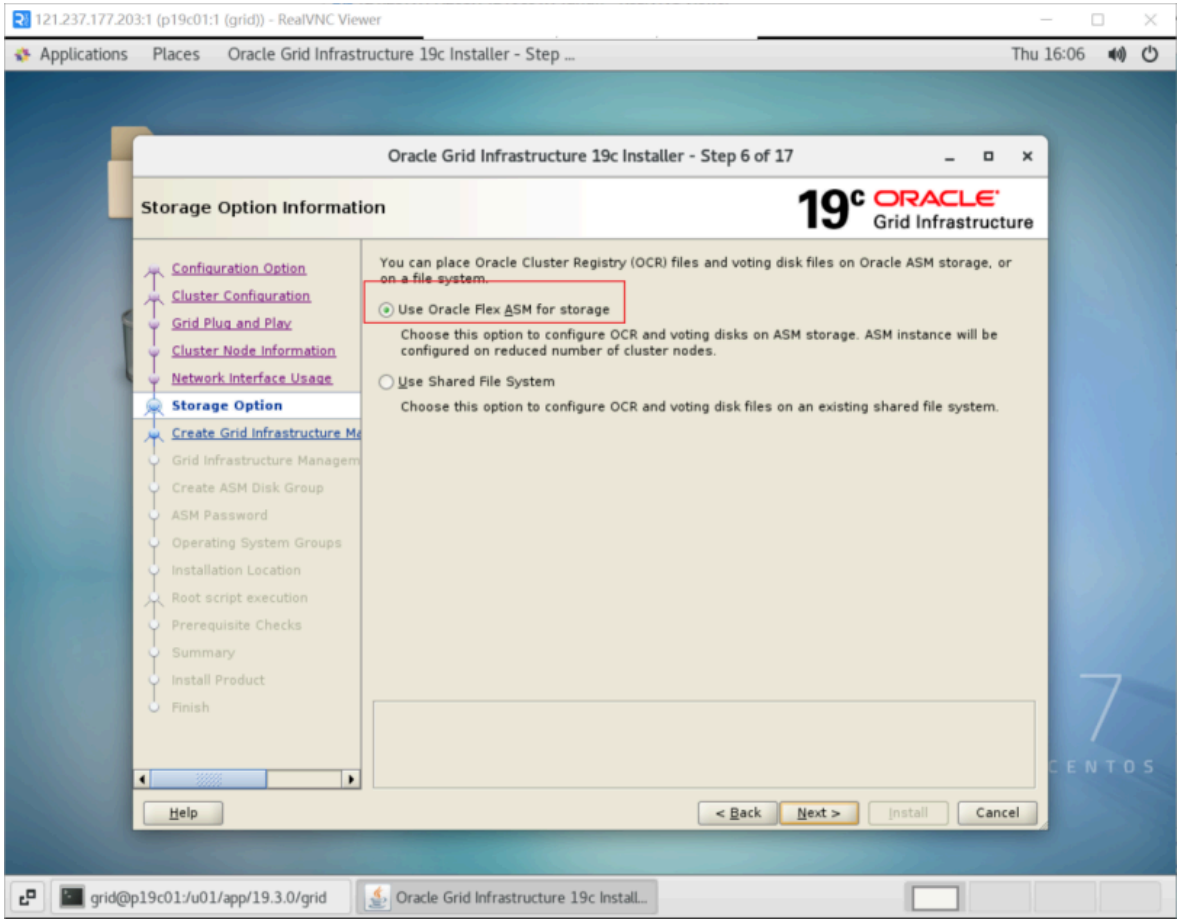 121.237.177.203:1 (p19c01:1 (grid)) - RealVNC Viewer
Applications Places Oracle Grid Infrastructure 19c Installer - Step ... Thu 16:06
Oracle Grid Infrastructure 19c Installer - Step 6 of 17
Storage Option Information
19c ORACLE
Grid Infrastructure
Configuration Option
Cluster Configuration
Grid Plug and Play
Cluster Node Information
Network Interface Usage
Storage Option
Create Grid Infrastructure Ma
Grid Infrastructure Managem
Create ASM Disk Group
ASM Password
Operating System Groups
Installation Location
Root script execution
Prerequisite Checks
Summary
Install Product
Finish
You can place Oracle Cluster Registry (OCR) files and voting disk files on Oracle ASM storage, or
on a file system.
Use Oracle Flex ASM for storage
Choose this option to configure OCR and voting disks on ASM storage. ASM instance will be
configured on reduced number of cluster nodes.
Use Shared File System
Choose this option to configure OCR and voting disk files on an existing shared file system.
7
CENTOS
Help < Back Next > Install Cancel
grid@p19c01:/u01/app/19.3.0/grid Oracle Grid Infrastructure 19c Install...